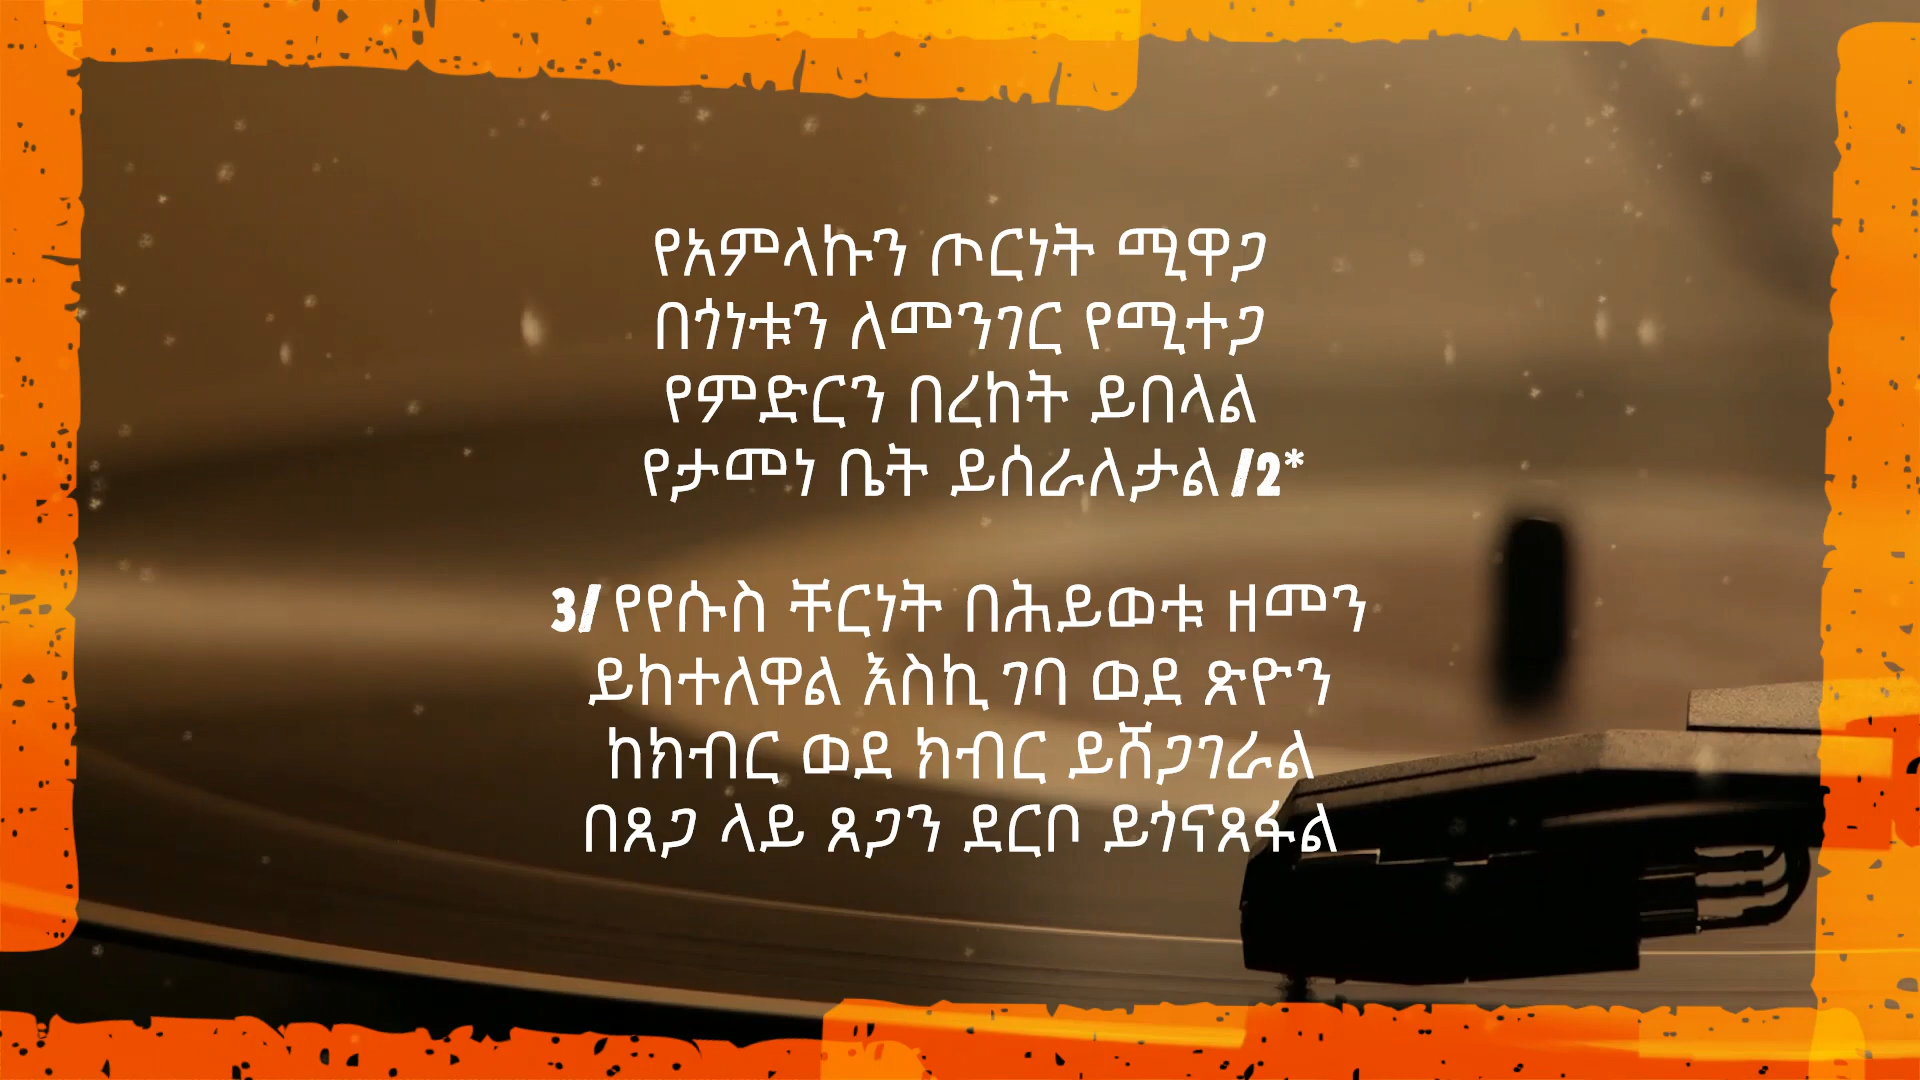 የአምላኩን ጦርነት ሚዋጋ
በጎነቱን ለመንገር የሚተጋ
የምድርን በረከት ይበላል
የታመነ ቤት ይሰራለታል /2*
3/ የየሱስ ቸርነት በሕይወቱ ዘመን
ይከተለዋል እስኪ ገባ ወደ ጽዮን
ከክብር ወደ ክብር ይሸጋገራል
በጸጋ ላይ ጸጋን ደርቦ ይጎናጸፋል